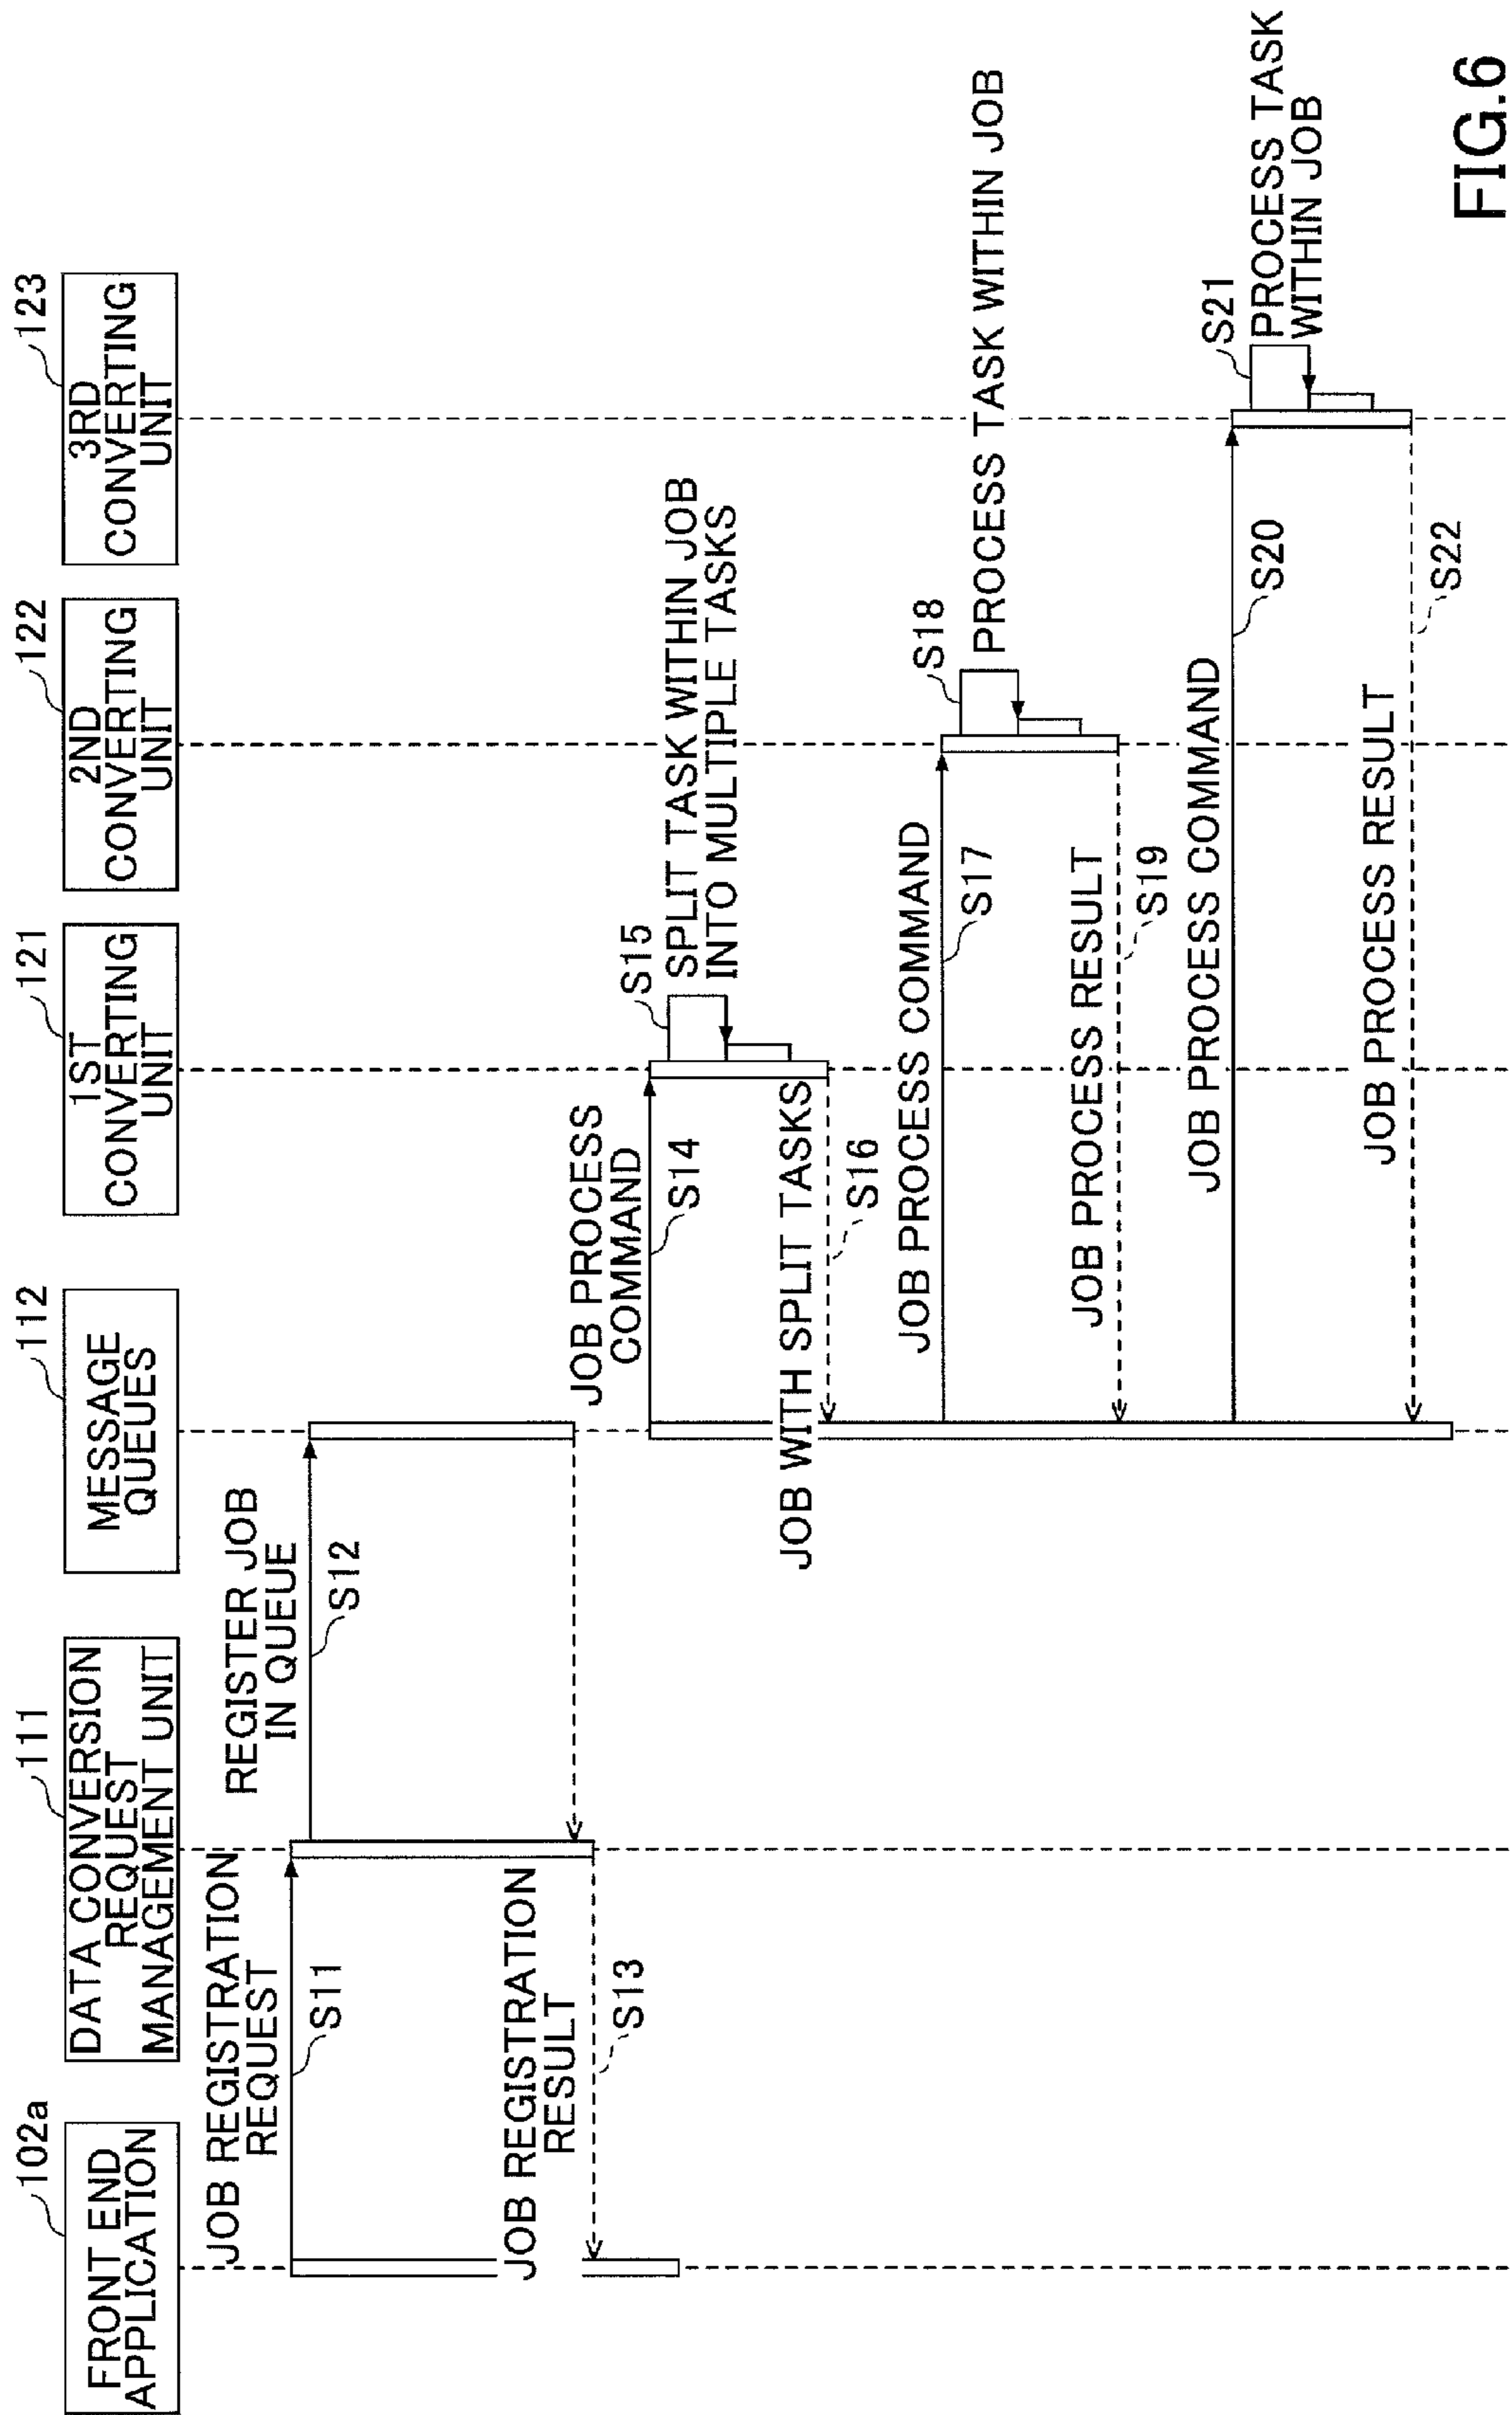 102a
FRONT END
APPLICATION
111
DATA CONVERSION
REQUEST
MANAGEMENT UNIT
112
MESSAGE
QUEUES
121
1ST
CONVERTING
UNIT
122
2ND
CONVERTING
UNIT
123
3RD
CONVERTING
UNIT
JOB REGISTRATION
REQUEST
S11
REGISTER JOB
IN QUEUE
S12
JOB REGISTRATION
RESULT
S13
JOB PROCESS
COMMAND
S14
S15
SPLIT TASK WITHIN JOB
INTO MULTIPLE TASKS
JOB WITH SPLIT TASKS
S16
JOB PROCESS COMMAND
S17
S18
PROCESS TASK WITHIN JOB
JOB PROCESS RESULT
S19
JOB PROCESS COMMAND
S20
S21
PROCESS TASK
WITHIN JOB
JOB PROCESS RESULT
S22
FIG.6